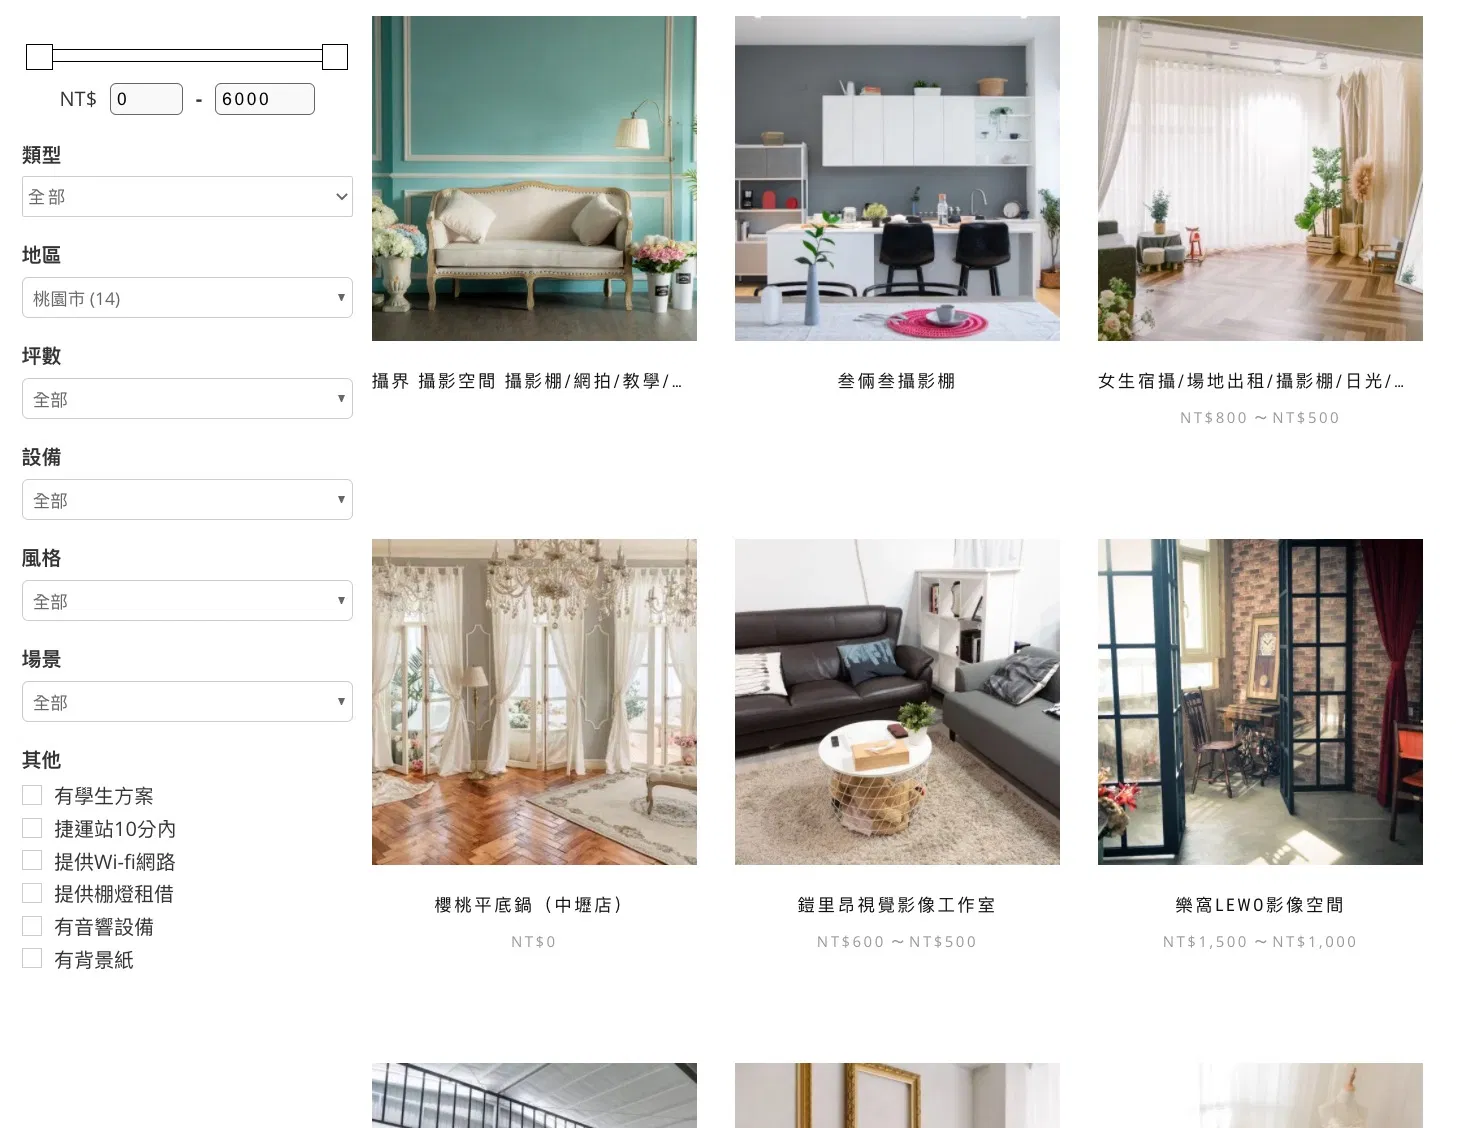 NT$ 0 - 6000
類型
全部
地區
桃園市 (14)
坪數
全部
設備
全部
風格
全部
場景
全部
其他
有學生方案
捷運站10分內
提供Wi-fi網路
提供棚燈租借
有音響設備
有背景紙
攝界 攝影空間 攝影棚/網拍/教學/…
叁倆叁攝影棚
女生宿攝/場地出租/攝影棚/日光/…
NT$800 ～NT$500
櫻桃平底鍋（中壢店）
NT$0
鎧里昂視覺影像工作室
NT$600 ～NT$500
樂窩LEWO影像空間
NT$1,500 ～NT$1,000